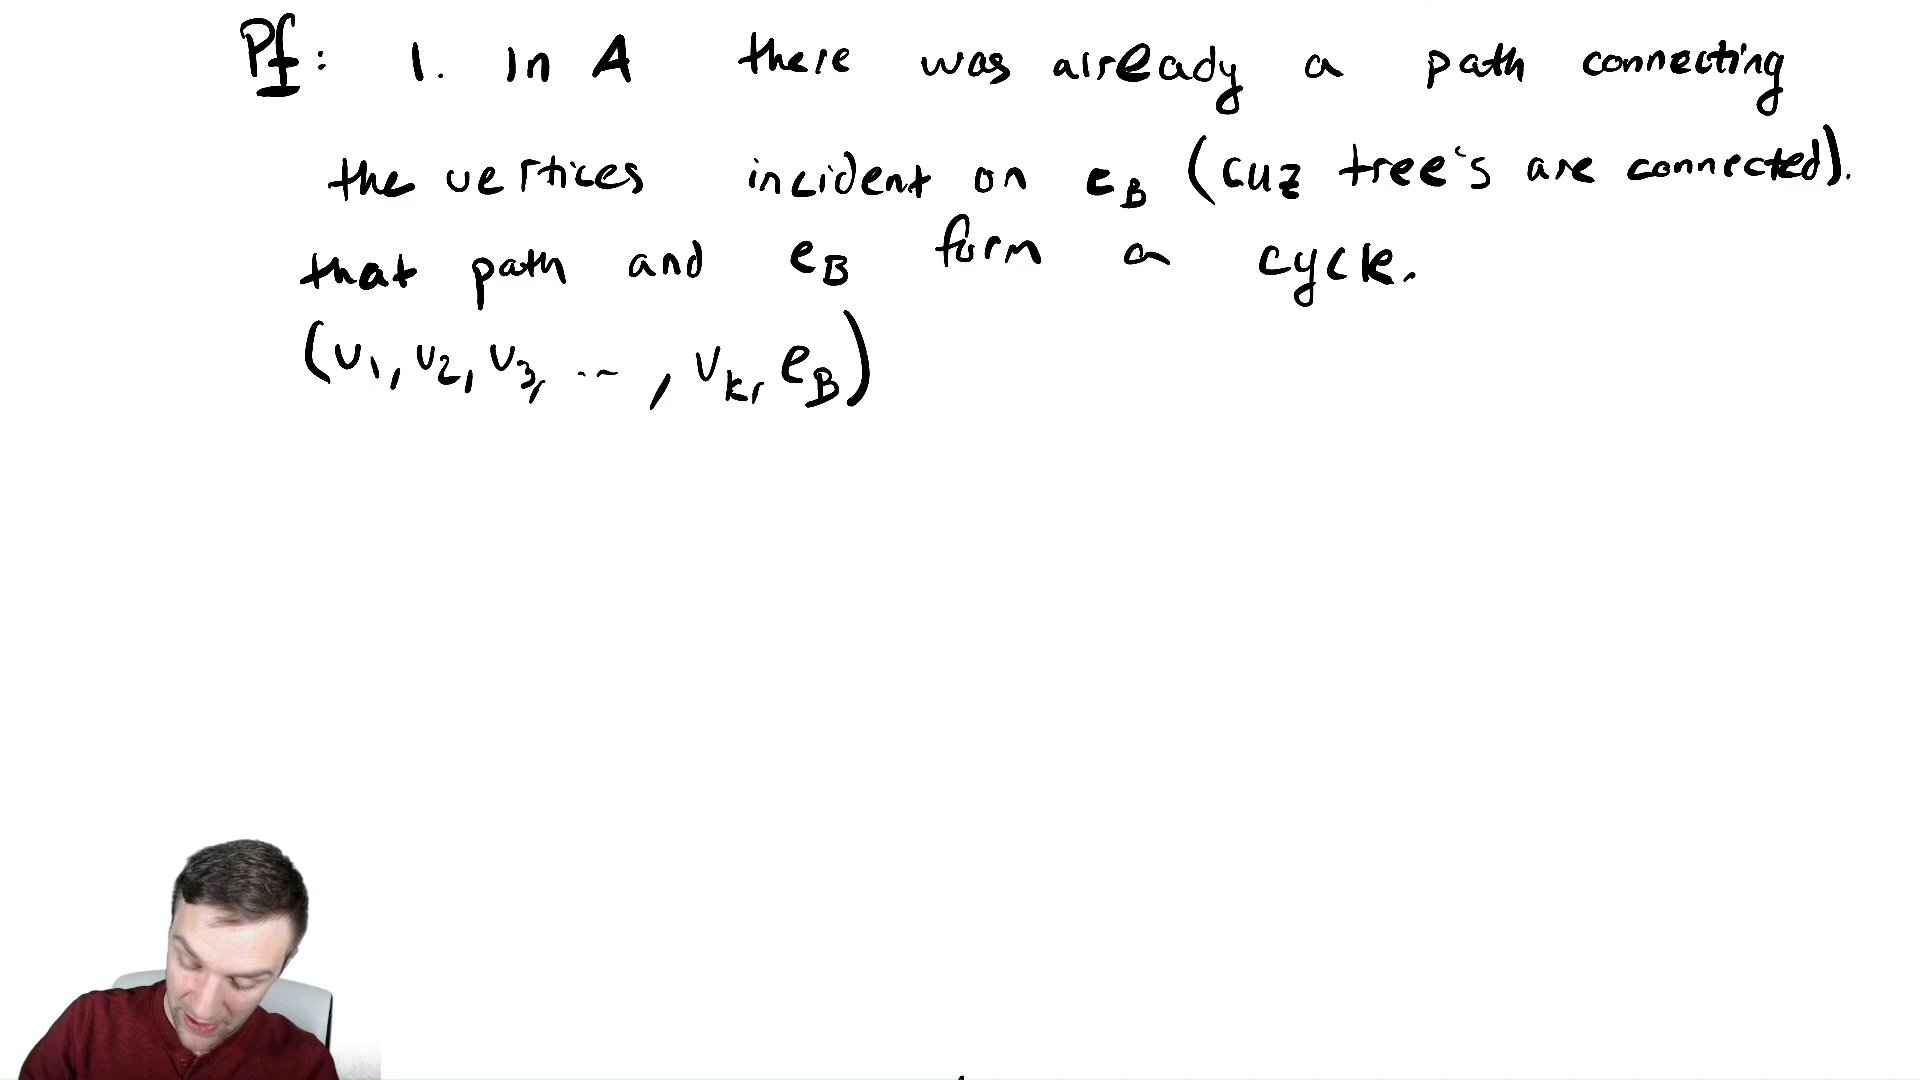 Pf: 1. In A there was already a path connecting
the vertices incident on e_B (cuz tree's are connected).
that path and e_B form a cycle.
(v_1, v_2, v_3, ... , v_k, e_B)